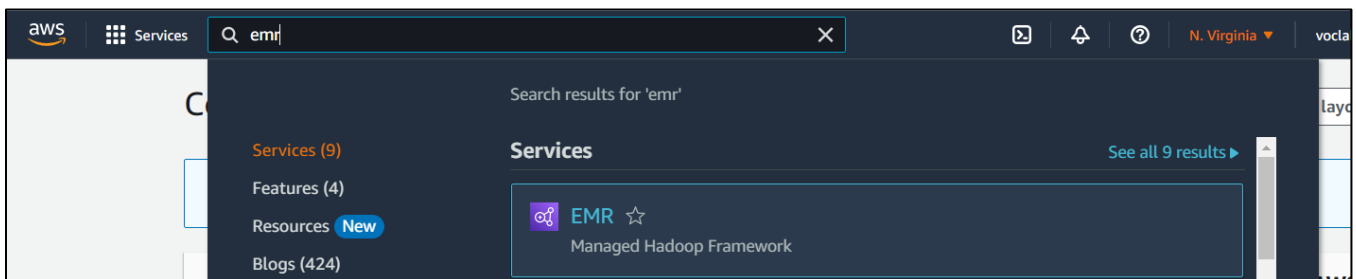 aws
Services
emr
N. Virginia
Search results for 'emr'
Services (9)
Features (4)
Resources New
Blogs (424)
Services
See all 9 results
EMR
Managed Hadoop Framework